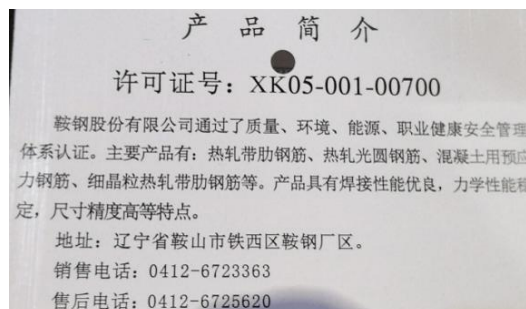 产品简介
许可证号：XK05-001-00700
鞍钢股份有限公司通过了质量、环境、能源、职业健康安全管理
体系认证。主要产品有：热轧带肋钢筋、热轧光圆钢筋、混凝土用预应
力钢筋、细晶粒热轧带肋钢筋等。产品具有焊接性能优良，力学性能稳
定，尺寸精度高等特点。
地址：辽宁省鞍山市铁西区鞍钢厂区。
销售电话：0412-6723363
售后电话：0412-6725620